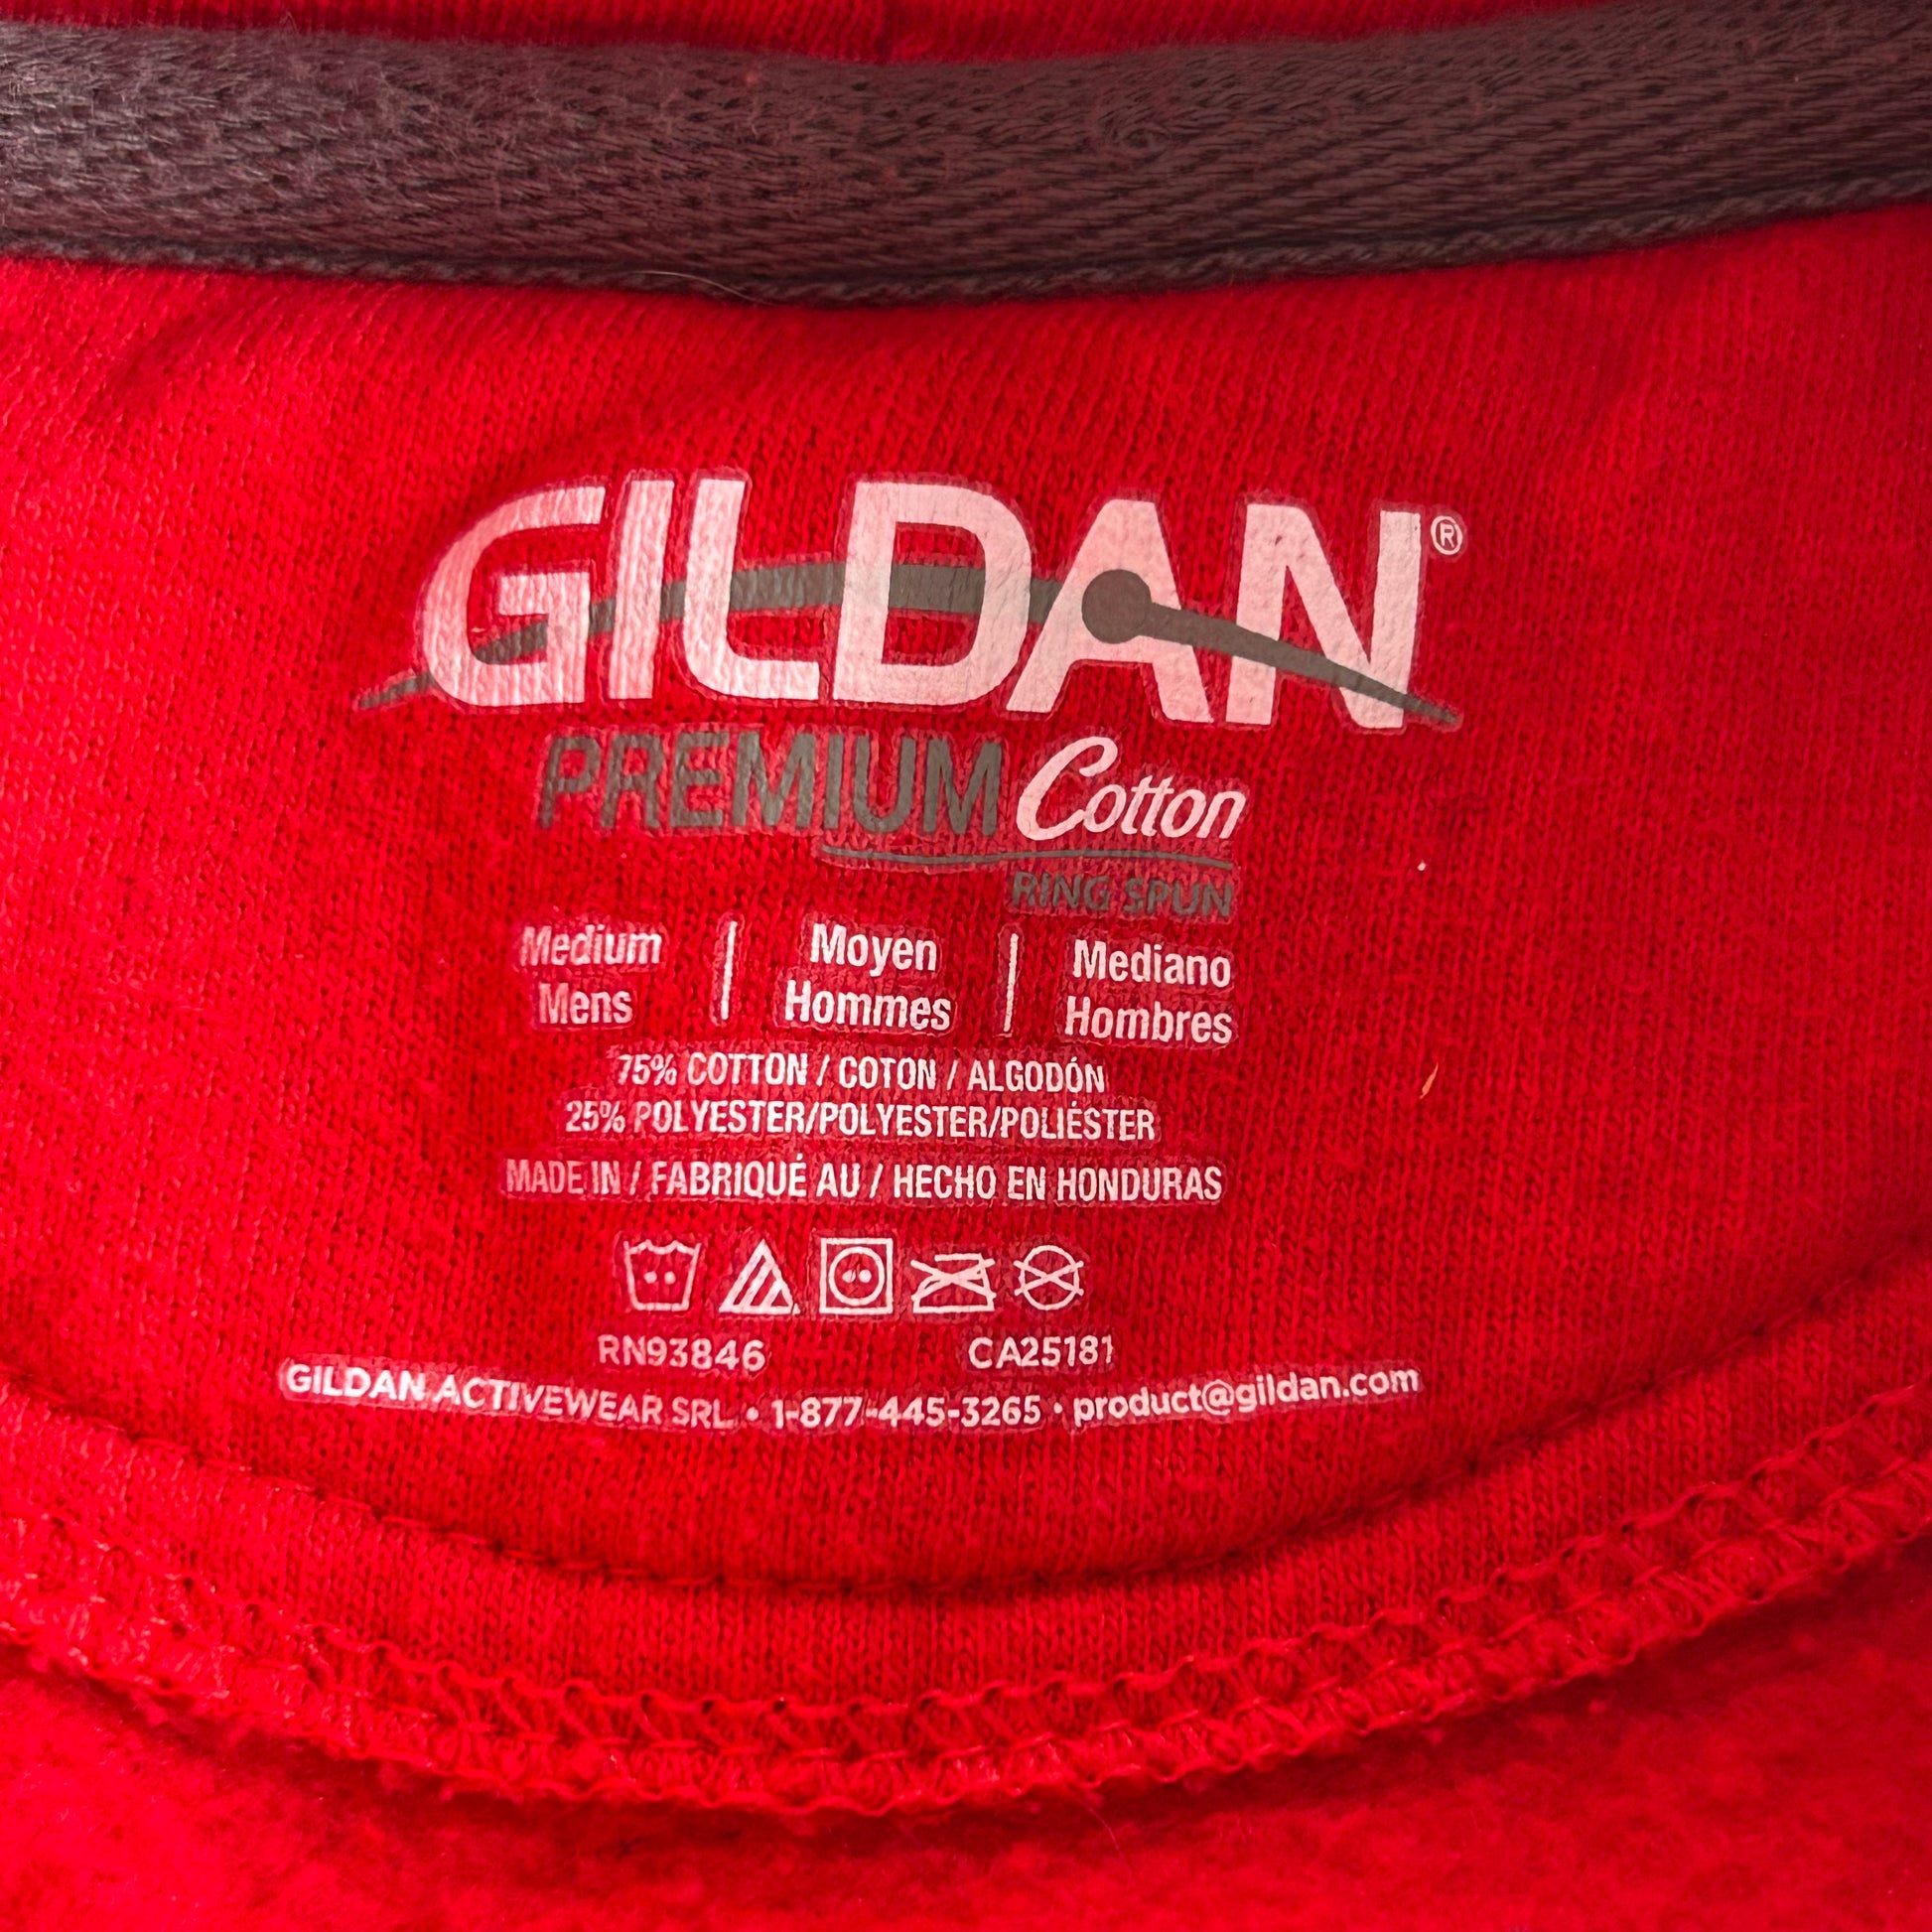 GILDAN®
PREMIUM Cotton
RING SPUN
Medium | Moyen | Mediano
Mens | Hommes | Hombres
75% COTTON / COTON / ALGODÓN
25% POLYESTER/POLYESTER/POLIÉSTER
MADE IN / FABRIQUÉ AU / HECHO EN HONDURAS
RN93846 CA25181
GILDAN ACTIVEWEAR SRL • 1-877-445-3265 • product@gildan.com